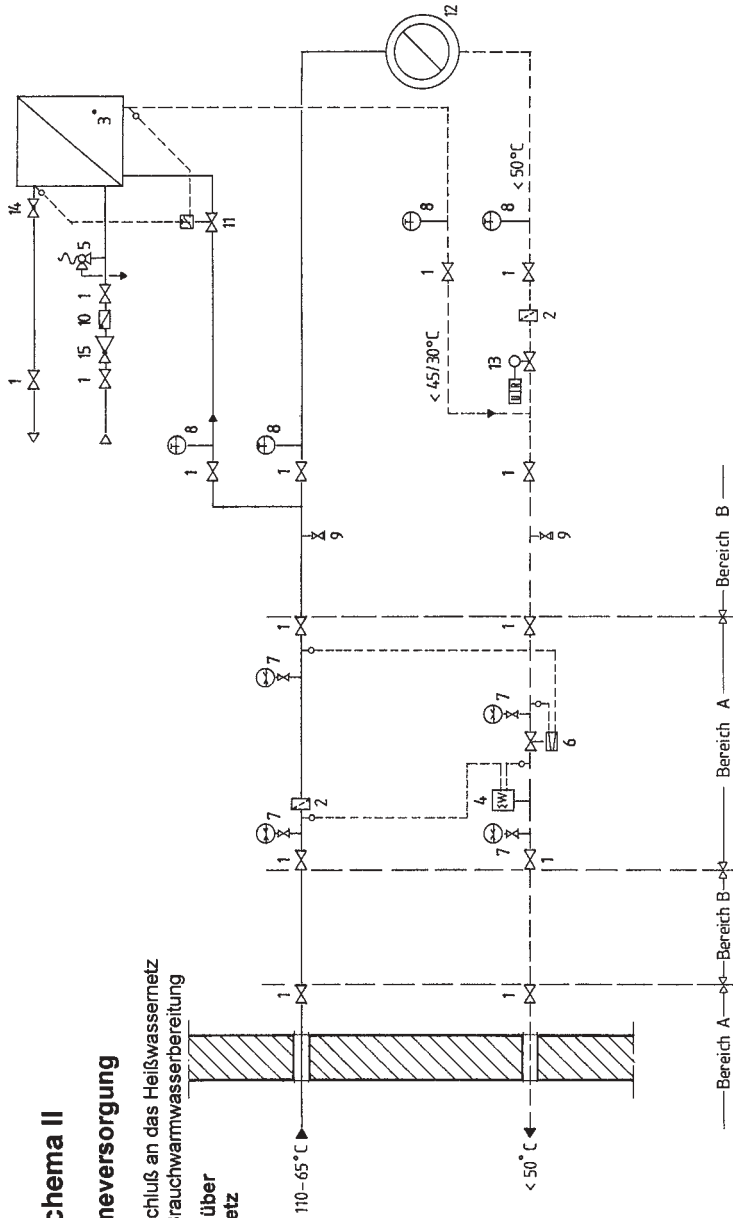 chema II
neversorgung
chluß an das Heißwassernetz
rauchwarmwasserbereitung
über
etz
110-65°C
<50°C
14
3*
5
1
10
15
1
1
11
12
8
8
1
1
8
8
1
1
<50°C
<45/30°C
2
13
1
9
9
1
1
7
7
7
7
2
4
ΣW
6
1
1
1
1
Bereich A
Bereich B
Bereich A
Bereich B